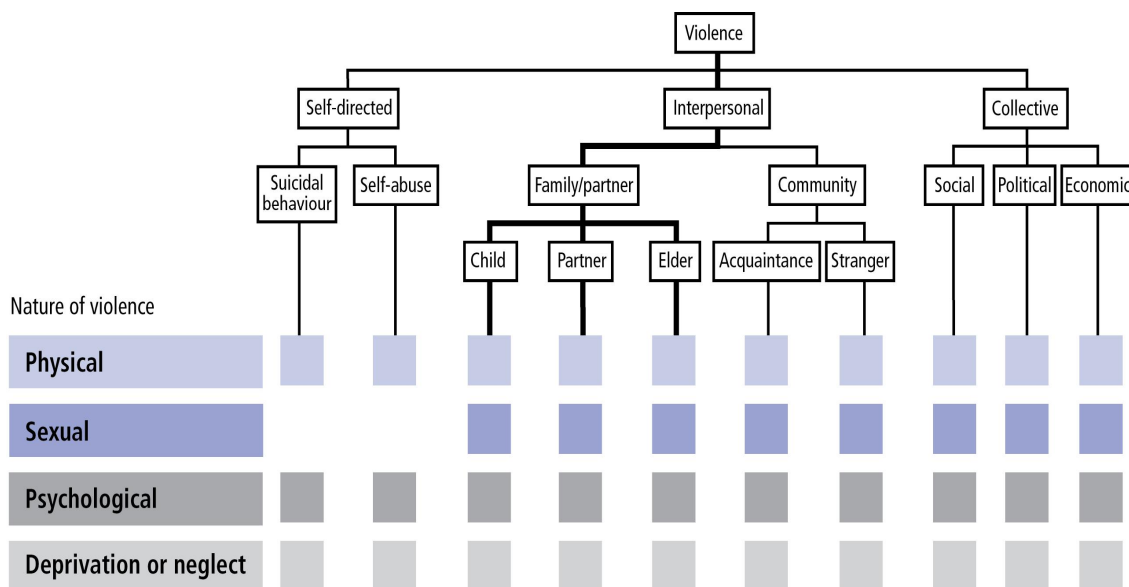 Violence
Self-directed
Interpersonal
Collective
Suicidal
behaviour
Self-abuse
Family/partner
Community
Social
Political
Economic
Child
Partner
Elder
Acquaintance
Stranger
Nature of violence
Physical
Sexual
Psychological
Deprivation or neglect